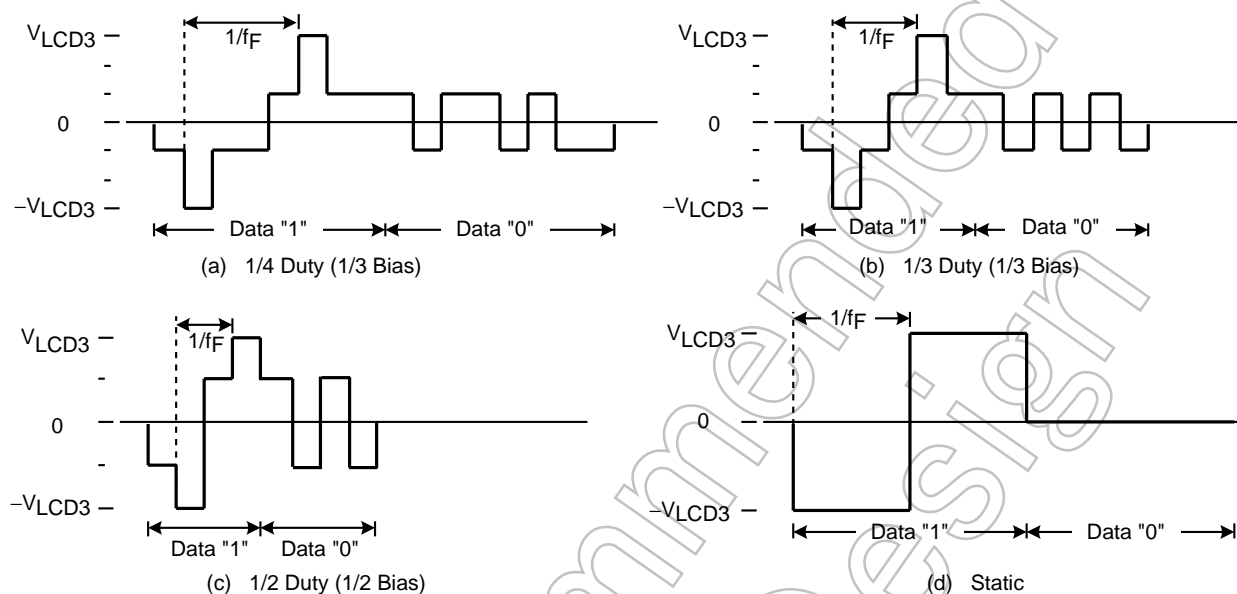 VLCD3
1/fF
0
−VLCD3
Data "1" Data "0"
(a) 1/4 Duty (1/3 Bias)
VLCD3
1/fF
0
−VLCD3
Data "1" Data "0"
(b) 1/3 Duty (1/3 Bias)
VLCD3
1/fF
0
−VLCD3
Data "1" Data "0"
(c) 1/2 Duty (1/2 Bias)
VLCD3
1/fF
0
−VLCD3
Data "1" Data "0"
(d) Static
mmended
esign